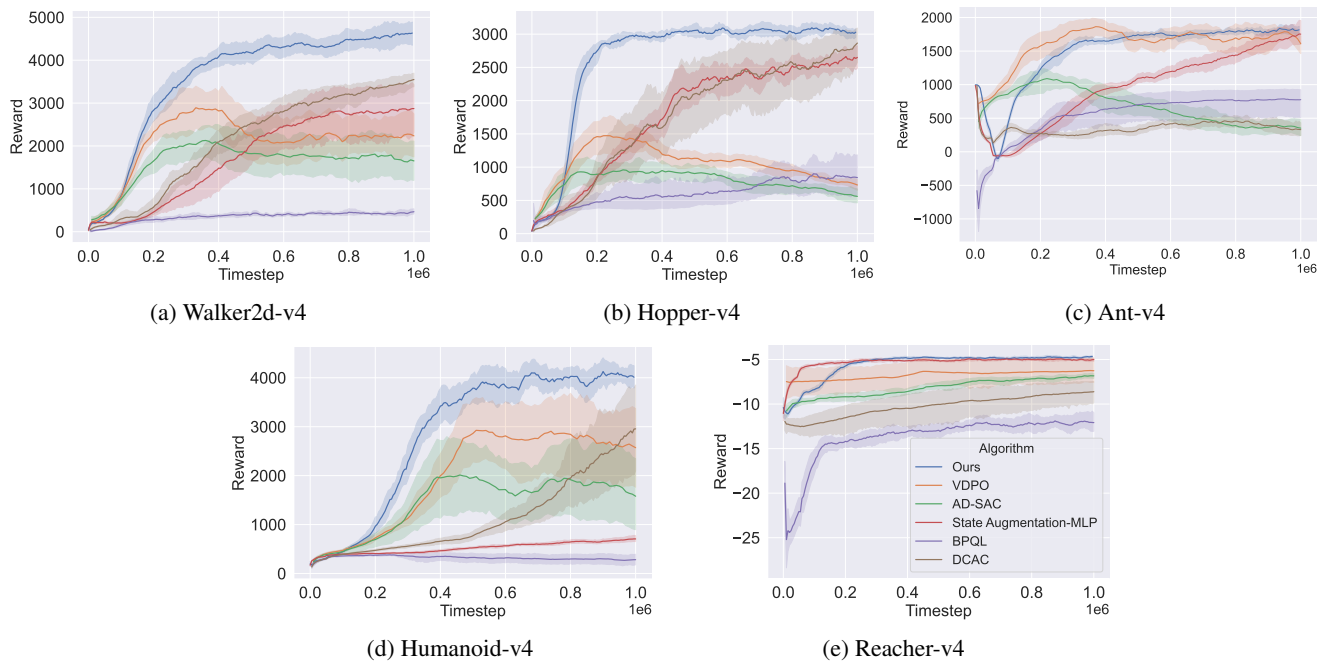 5000
4000
3000
2000
1000
0
Reward
0.0 0.2 0.4 0.6 0.8 1.0
1e6
Timestep
(a) Walker2d-v4
3000
2500
2000
1500
1000
500
0
Reward
0.0 0.2 0.4 0.6 0.8 1.0
1e6
Timestep
(b) Hopper-v4
2000
1500
1000
500
0
−500
−1000
Reward
0.0 0.2 0.4 0.6 0.8 1.0
1e6
Timestep
(c) Ant-v4
4000
3000
2000
1000
0
Reward
0.0 0.2 0.4 0.6 0.8 1.0
1e6
Timestep
(d) Humanoid-v4
−5
−10
−15
−20
−25
Reward
Algorithm
Ours
VDPO
AD-SAC
State Augmentation-MLP
BPQL
DCAC
0.0 0.2 0.4 0.6 0.8 1.0
1e6
Timestep
(e) Reacher-v4